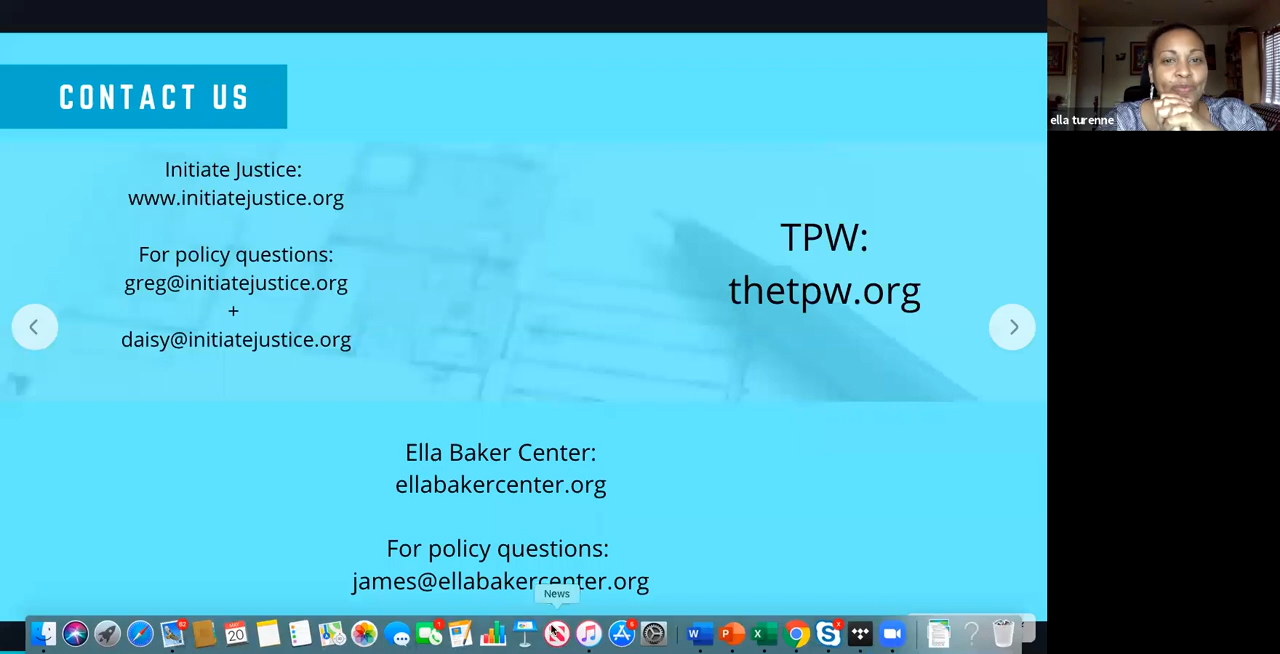 CONTACT US
Initiate Justice:
www.initiatejustice.org
For policy questions:
greg@initiatejustice.org
+
daisy@initiatejustice.org
TPW:
thetpw.org
Ella Baker Center:
ellabakercenter.org
For policy questions:
james@ellabakercenter.org
ella turenne
News
20